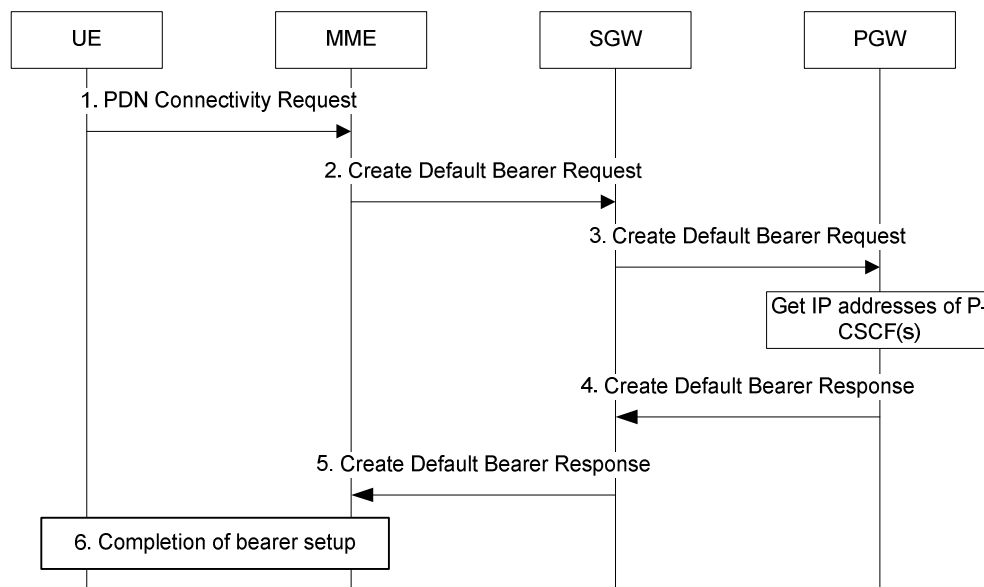 UE
MME
SGW
PGW
1. PDN Connectivity Request
2. Create Default Bearer Request
3. Create Default Bearer Request
Get IP addresses of P-
CSCF(s)
4. Create Default Bearer Response
5. Create Default Bearer Response
6. Completion of bearer setup